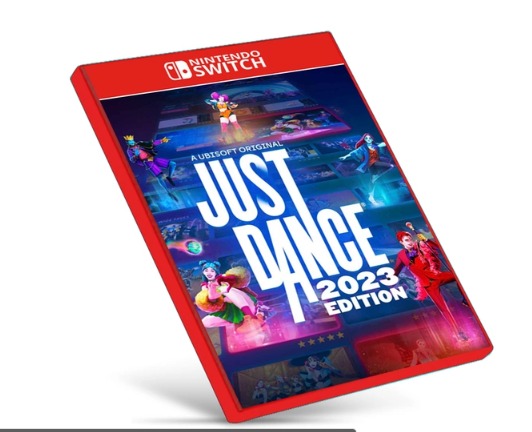 NINTENDO
SWITCH
A UBISOFT ORIGINAL
JUST
DANCE
2023
EDITION